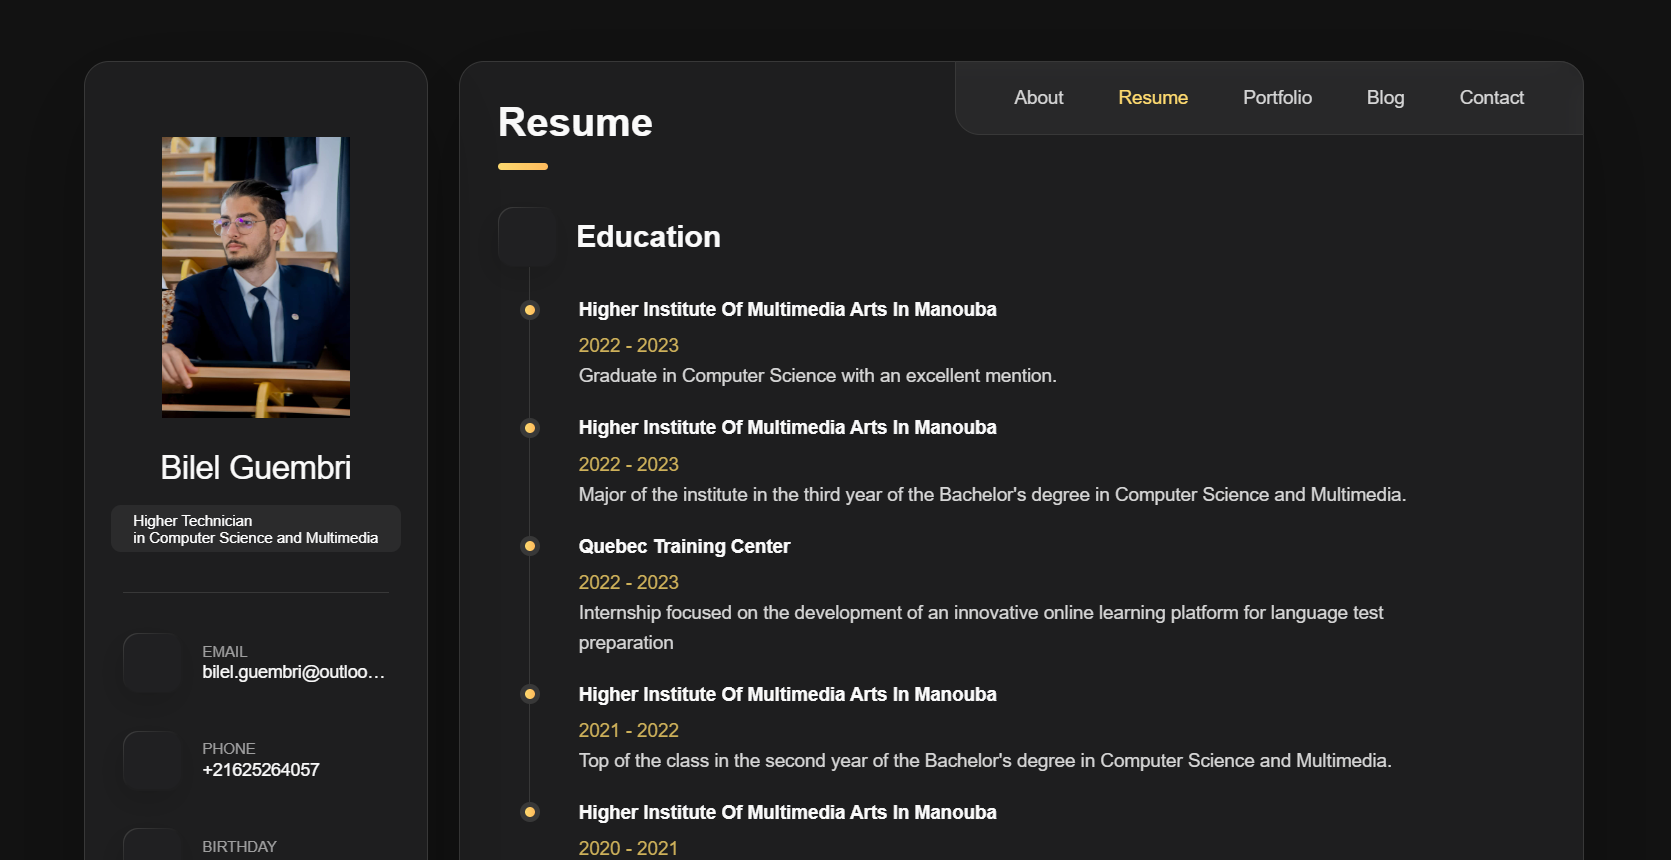 Bilel Guembri
Higher Technician
in Computer Science and Multimedia
EMAIL
bilel.guembri@outloo...
PHONE
+21625264057
BIRTHDAY
About
Resume
Portfolio
Blog
Contact
Resume
Education
Higher Institute Of Multimedia Arts In Manouba
2022 - 2023
Graduate in Computer Science with an excellent mention.
Higher Institute Of Multimedia Arts In Manouba
2022 - 2023
Major of the institute in the third year of the Bachelor's degree in Computer Science and Multimedia.
Quebec Training Center
2022 - 2023
Internship focused on the development of an innovative online learning platform for language test
preparation
Higher Institute Of Multimedia Arts In Manouba
2021 - 2022
Top of the class in the second year of the Bachelor's degree in Computer Science and Multimedia.
Higher Institute Of Multimedia Arts In Manouba
2020 - 2021